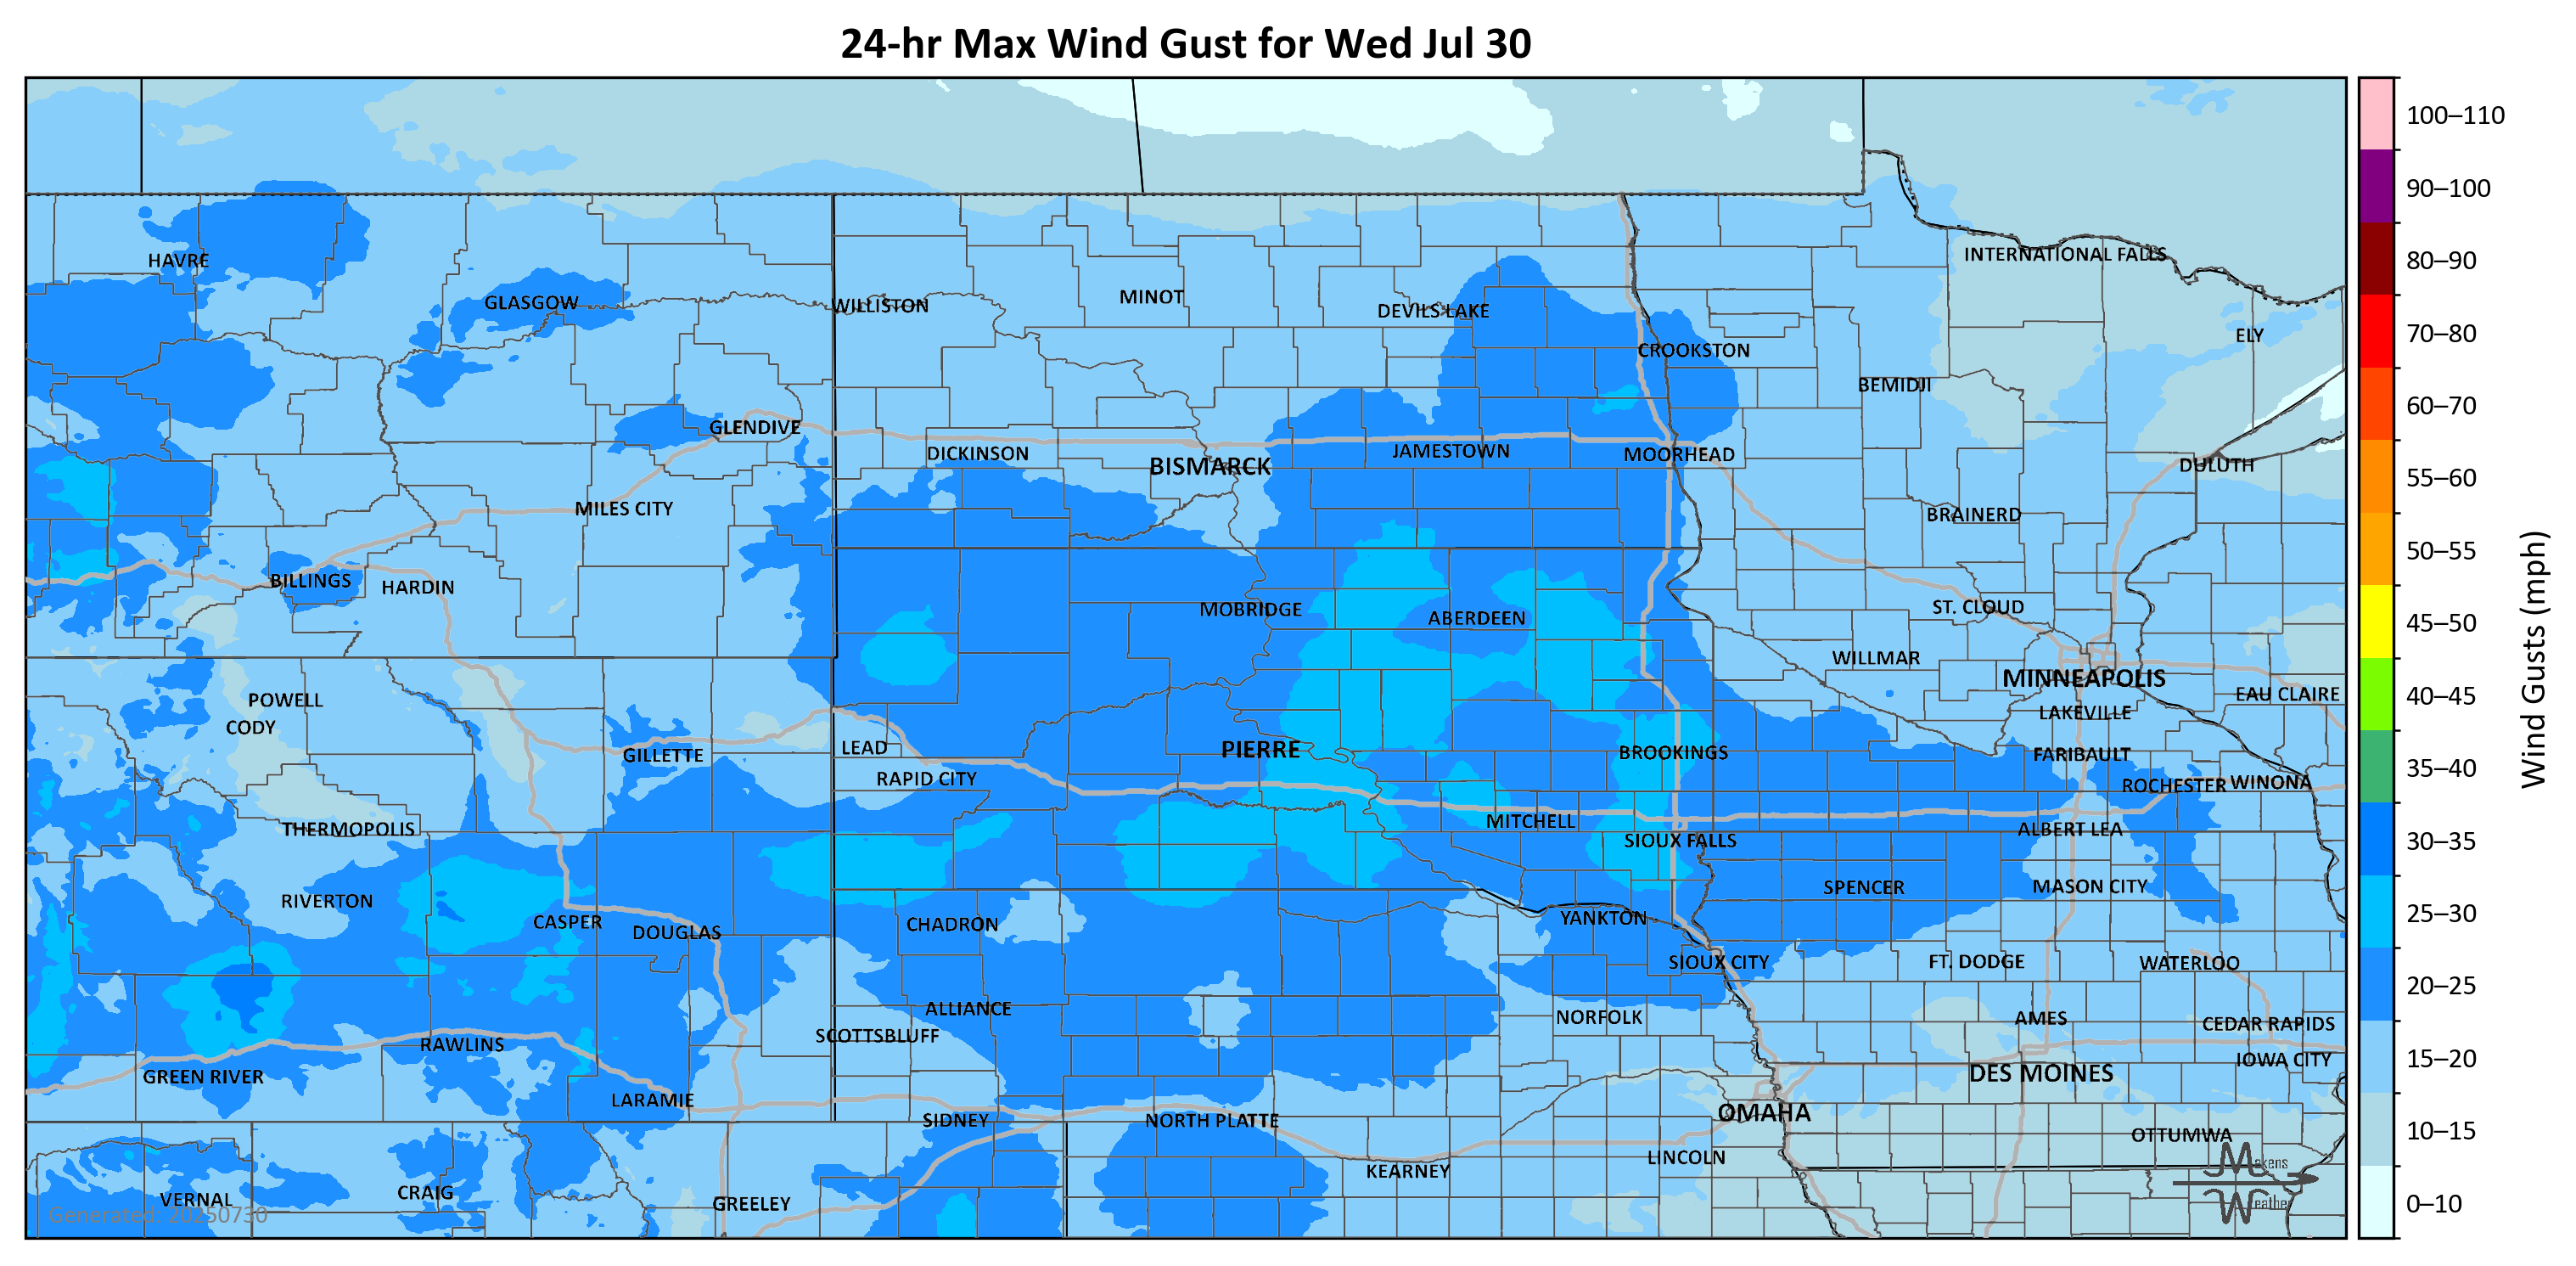 24-hr Max Wind Gust for Wed Jul 30
100–110
90–100
80–90
70–80
60–70
55–60
50–55
45–50
40–45
35–40
30–35
25–30
20–25
15–20
10–15
0–10
Wind Gusts (mph)
HAVRE
INTERNATIONAL FALLS
GLASGOW
WILLISTON
MINOT
DEVILS LAKE
ELY
CROOKSTON
BEMIDJI
GLENDIVE
DICKINSON
BISMARCK
JAMESTOWN
MOORHEAD
DULUTH
MILES CITY
BRAINERD
BILLINGS
HARDIN
MOBRIDGE
ABERDEEN
ST. CLOUD
WILLMAR
MINNEAPOLIS
EAU CLAIRE
POWELL
CODY
LAKEVILLE
GILLETTE
LEAD
PIERRE
BROOKINGS
FARIBAULT
RAPID CITY
ROCHESTER
WINONA
THERMOPOLIS
MITCHELL
SIOUX FALLS
ALBERT LEA
RIVERTON
SPENCER
MASON CITY
CASPER
DOUGLAS
CHADRON
YANKTON
SIOUX CITY
FT. DODGE
WATERLOO
ALLIANCE
NORFOLK
AMES
CEDAR RAPIDS
SCOTTSBLUFF
RAWLINS
IOWA CITY
GREEN RIVER
DES MOINES
LARAMIE
SIDNEY
NORTH PLATTE
OMAHA
OTTUMWA
LINCOLN
KEARNEY
VERNAL
CRAIG
GREELEY
Generated: 20250730
Makens
Weather